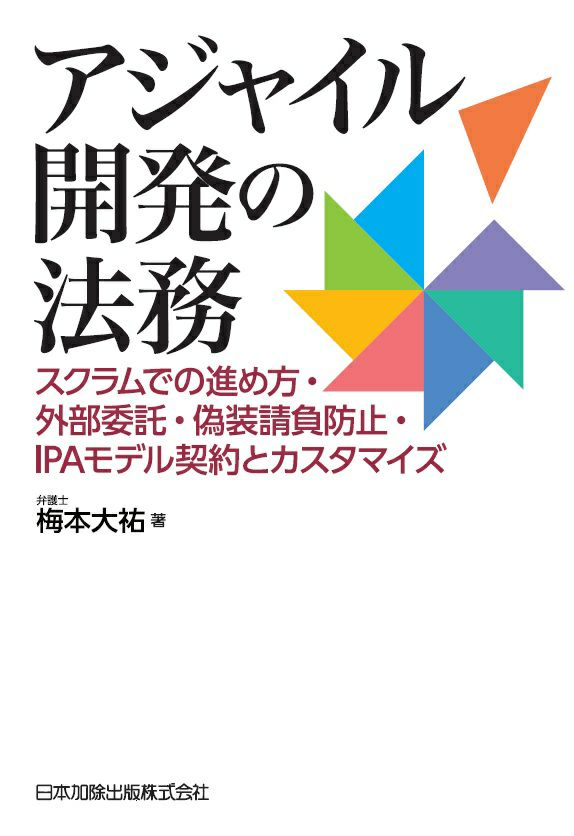 アジャイル
開発の
法務
スクラムでの進め方・
外部委託・偽装請負防止・
IPAモデル契約とカスタマイズ
弁護士
梅本大祐 著
日本加除出版株式会社